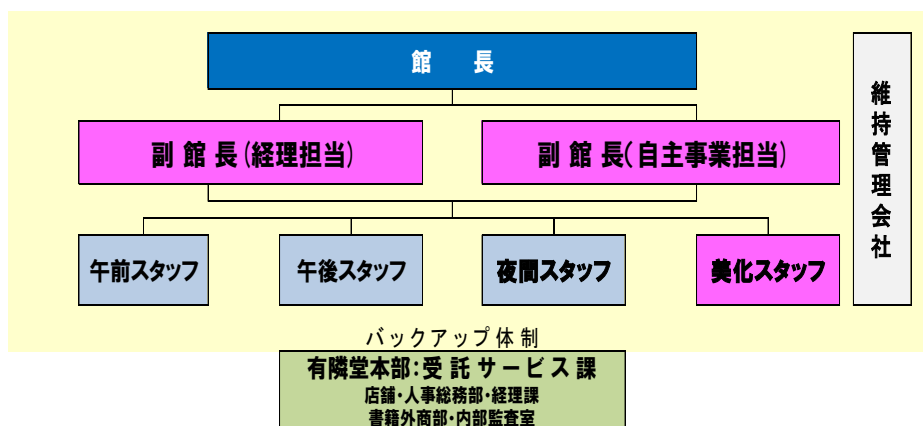 館 長
副 館 長(経理担当)
副 館 長(自主事業担当)
午前スタッフ
午後スタッフ
夜間スタッフ
美化スタッフ
維持管理会社
バックアップ体制
有隣堂本部:受託サービス課
店舗・人事総務部・経理課
書籍外商部・内部監査室